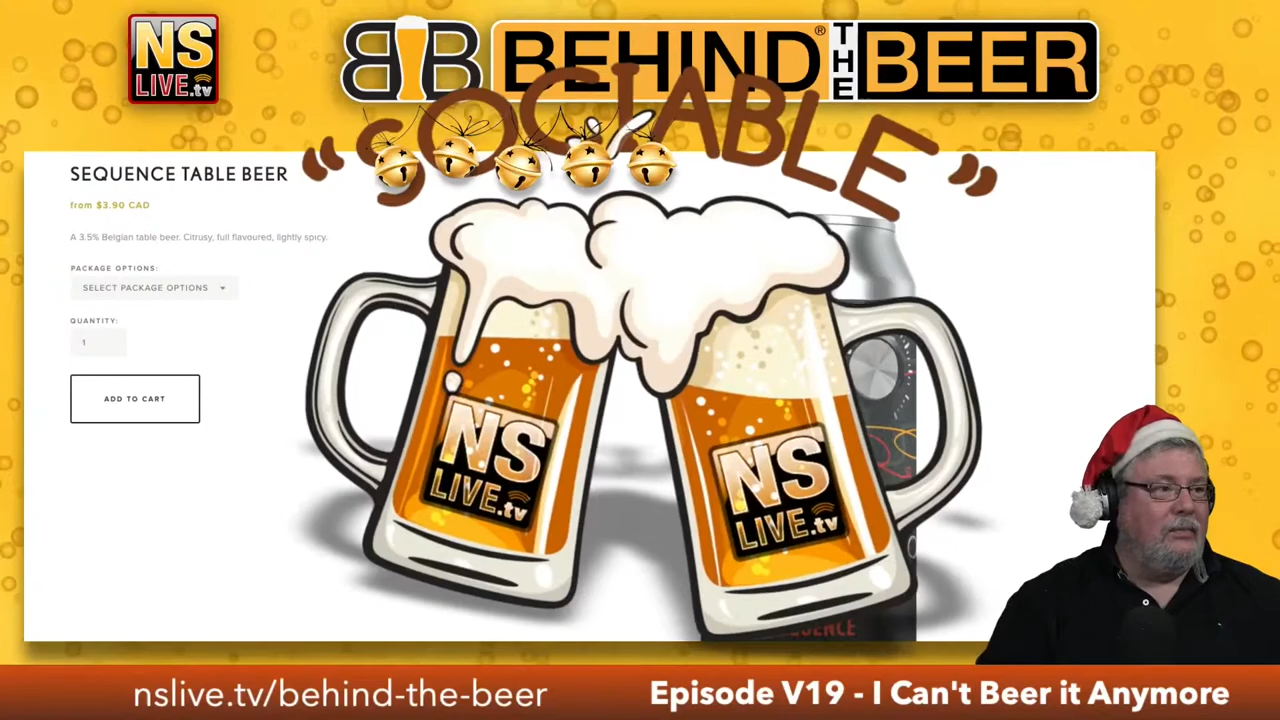 NS
LIVE.tv
BB BEHIND® THE BEER
"SOCIABLE"
SEQUENCE TABLE BEER
from $3.90 CAD
A 3.5% Belgian table beer. Citrusy, full flavoured, lightly spicy.
PACKAGE OPTIONS:
SELECT PACKAGE OPTIONS
QUANTITY:
1
ADD TO CART
NS
LIVE.tv
NS
LIVE.tv
nslive.tv/behind-the-beer
Episode V19 - I Can't Beer it Anymore